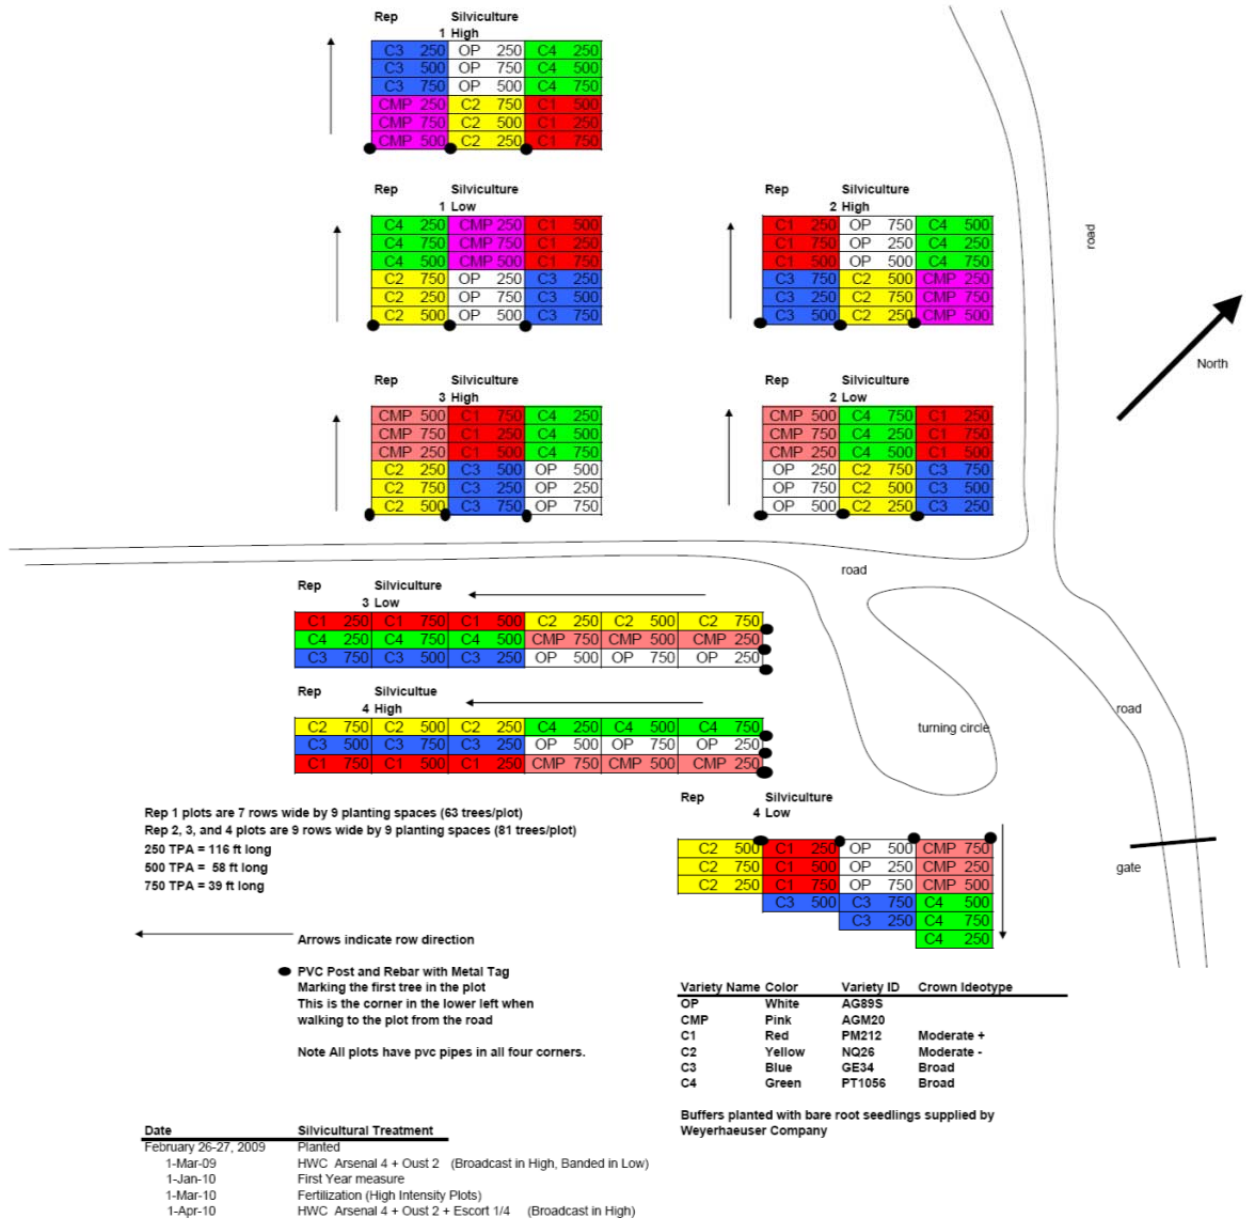 Rep Silviculture
1 High
C3 250 OP 250 C4 250
C3 500 OP 750 C4 500
C3 750 OP 500 C4 750
CMP 250 C2 750 C1 500
CMP 750 C2 500 C1 250
CMP 500 C2 250 C1 750
Rep Silviculture
1 Low
C4 250 CMP 250 C1 500
C4 750 CMP 750 C1 250
C4 500 CMP 500 C1 750
C2 750 OP 250 C3 250
C2 250 OP 750 C3 500
C2 500 OP 500 C3 750
Rep Silviculture
2 High
C1 250 OP 750 C4 500
C1 750 OP 250 C4 250
C1 500 OP 500 C4 750
C3 750 C2 500 CMP 250
C3 250 C2 750 CMP 750
C3 500 C2 250 CMP 500
road
North
Rep Silviculture
3 High
CMP 500 C1 750 C4 250
CMP 750 C1 250 C4 500
CMP 250 C1 500 C4 750
C2 250 C3 500 OP 500
C2 750 C3 250 OP 250
C2 500 C3 750 OP 750
Rep Silviculture
2 Low
CMP 500 C4 750 C1 250
CMP 750 C4 250 C1 750
CMP 250 C4 500 C1 500
OP 250 C2 750 C3 750
OP 750 C2 500 C3 500
OP 500 C2 250 C3 250
road
Rep Silviculture
3 Low
C1 250 C1 750 C1 500 C2 250 C2 500 C2 750
C4 250 C4 750 C4 500 CMP 750 CMP 500 CMP 250
C3 750 C3 500 C3 250 OP 500 OP 750 OP 250
Rep Silvicultue
4 High
C2 750 C2 500 C2 250 C4 250 C4 500 C4 750
C3 500 C3 750 C3 250 OP 500 OP 750 OP 250
C1 750 C1 500 C1 250 CMP 750 CMP 500 CMP 250
turning circle
road
Rep Silviculture
4 Low
C2 500 C1 250 OP 500 CMP 750
C2 750 C1 500 OP 250 CMP 250
C2 250 C1 750 OP 750 CMP 500
C3 500 C3 750 C4 500
C3 250 C4 750
C4 250
gate
Rep 1 plots are 7 rows wide by 9 planting spaces (63 trees/plot)
Rep 2, 3, and 4 plots are 9 rows wide by 9 planting spaces (81 trees/plot)
250 TPA = 116 ft long
500 TPA = 58 ft long
750 TPA = 39 ft long
Arrows indicate row direction
PVC Post and Rebar with Metal Tag
Marking the first tree in the plot
This is the corner in the lower left when
walking to the plot from the road
Note All plots have pvc pipes in all four corners.
Variety Name Color Variety ID Crown Ideotype
OP White AG89S
CMP Pink AGM20
C1 Red PM212 Moderate +
C2 Yellow NQ26 Moderate -
C3 Blue GE34 Broad
C4 Green PT1056 Broad
Buffers planted with bare root seedlings supplied by
Weyerhaeuser Company
Date Silvicultural Treatment
February 26-27, 2009 Planted
1-Mar-09 HWC Arsenal 4 + Oust 2 (Broadcast in High, Banded in Low)
1-Jan-10 First Year measure
1-Mar-10 Fertilization (High Intensity Plots)
1-Apr-10 HWC Arsenal 4 + Oust 2 + Escort 1/4 (Broadcast in High)